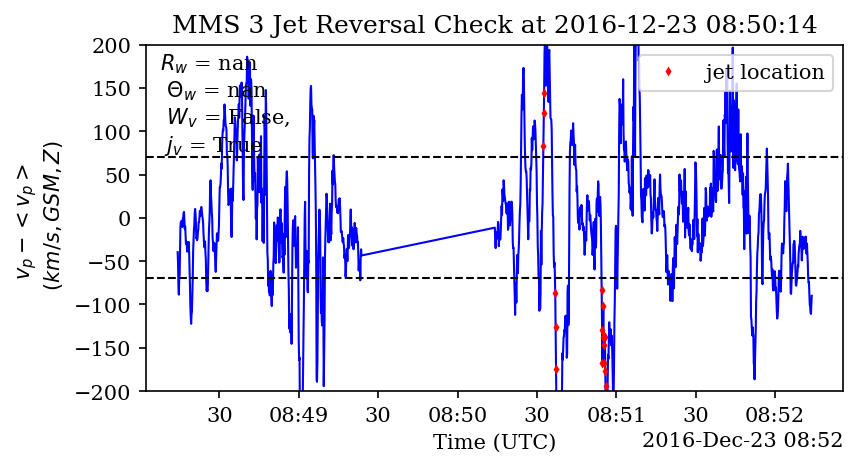 MMS 3 Jet Reversal Check at 2016-12-23 08:50:14
R_w = nan
Θ_w = nan
W_v = False,
j_v = True
jet location
v_p − < v_p >
(km/s, GSM, Z)
200
150
100
50
0
−50
−100
−150
−200
30 08:49 30 08:50 30 08:51 30 08:52
Time (UTC)
2016-Dec-23 08:52